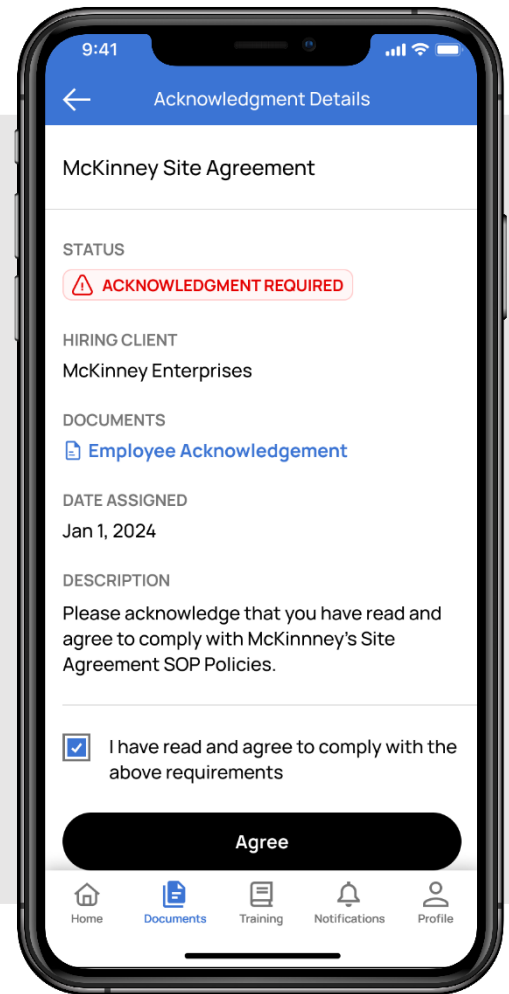 9:41
Acknowledgment Details
McKinney Site Agreement
STATUS
ACKNOWLEDGMENT REQUIRED
HIRING CLIENT
McKinney Enterprises
DOCUMENTS
Employee Acknowledgement
DATE ASSIGNED
Jan 1, 2024
DESCRIPTION
Please acknowledge that you have read and
agree to comply with McKinnney's Site
Agreement SOP Policies.
I have read and agree to comply with the
above requirements
Agree
Home Documents Training Notifications Profile